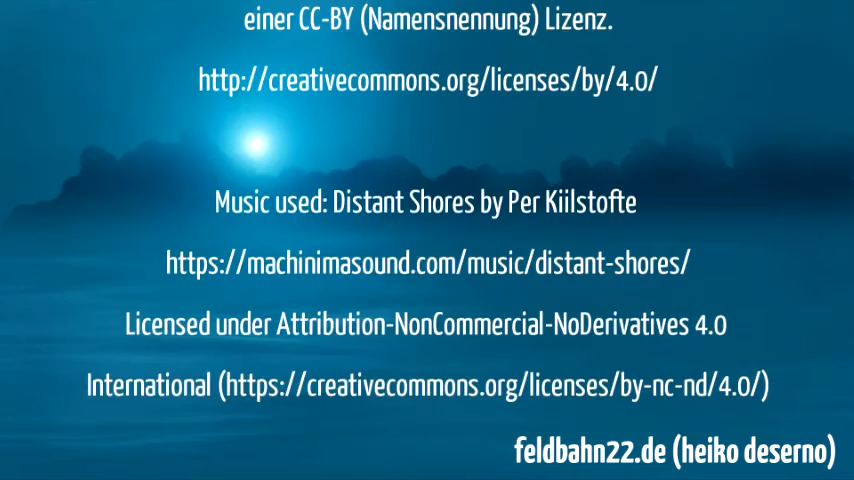 einer CC-BY (Namensnennung) Lizenz.
http://creativecommons.org/licenses/by/4.0/
Music used: Distant Shores by Per Kiilstofte
https://machinimasound.com/music/distant-shores/
Licensed under Attribution-NonCommercial-NoDerivatives 4.0
International (https://creativecommons.org/licenses/by-nc-nd/4.0/)
feldbahn22.de (heiko deserno)